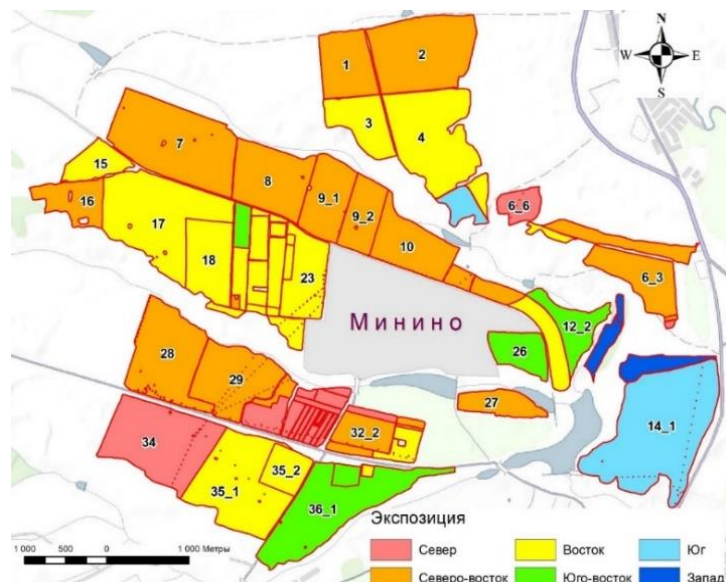 N
W E
S
1
2
3
4
7
8
9_1
9_2
10
15
16
17
18
23
6_6
6_3
Минино
12_2
26
27
28
29
32_2
34
35_2
35_1
36_1
14_1
Экспозиция
Север
Восток
Юг
Северо-восток
Юго-восток
Запад
1 000 500 0 1 000 Метры